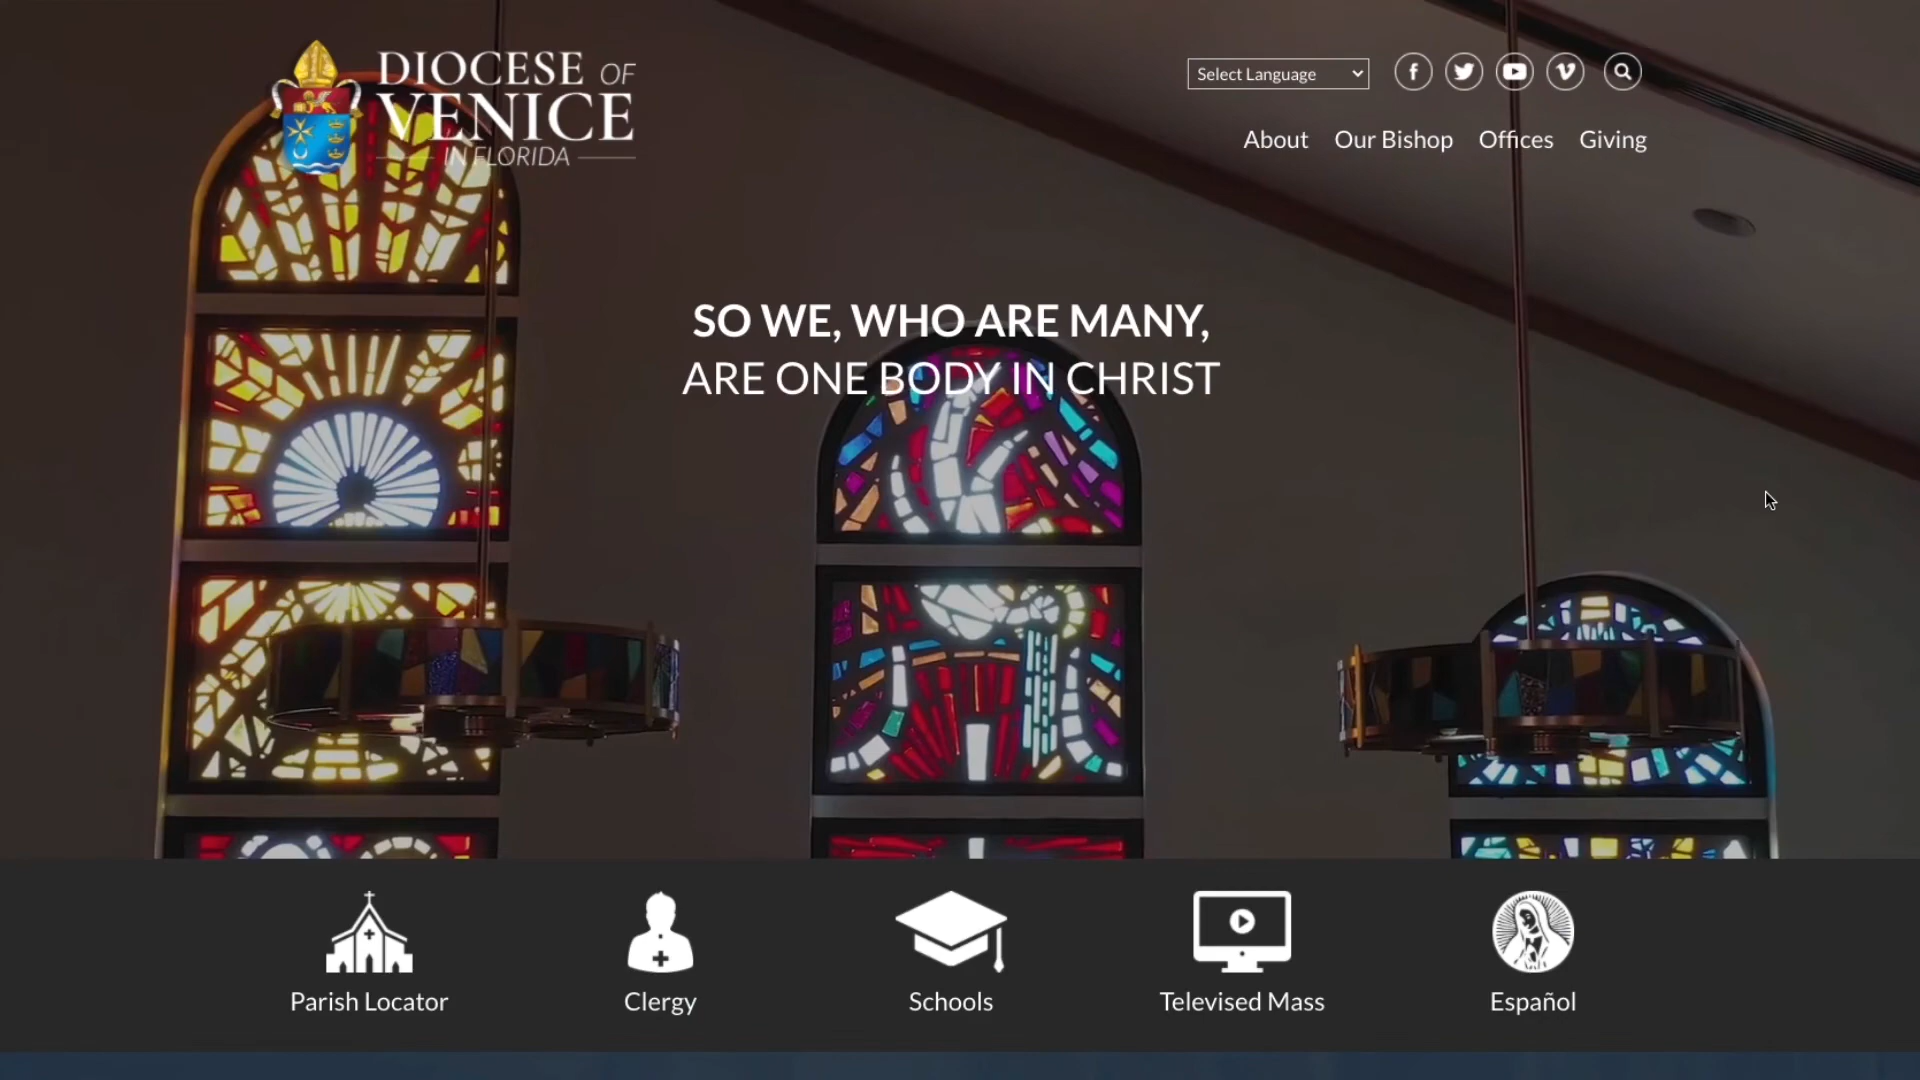 DIOCESE OF
VENICE
IN FLORIDA
Select Language
About Our Bishop Offices Giving
SO WE, WHO ARE MANY,
ARE ONE BODY IN CHRIST
Parish Locator Clergy Schools Televised Mass Español